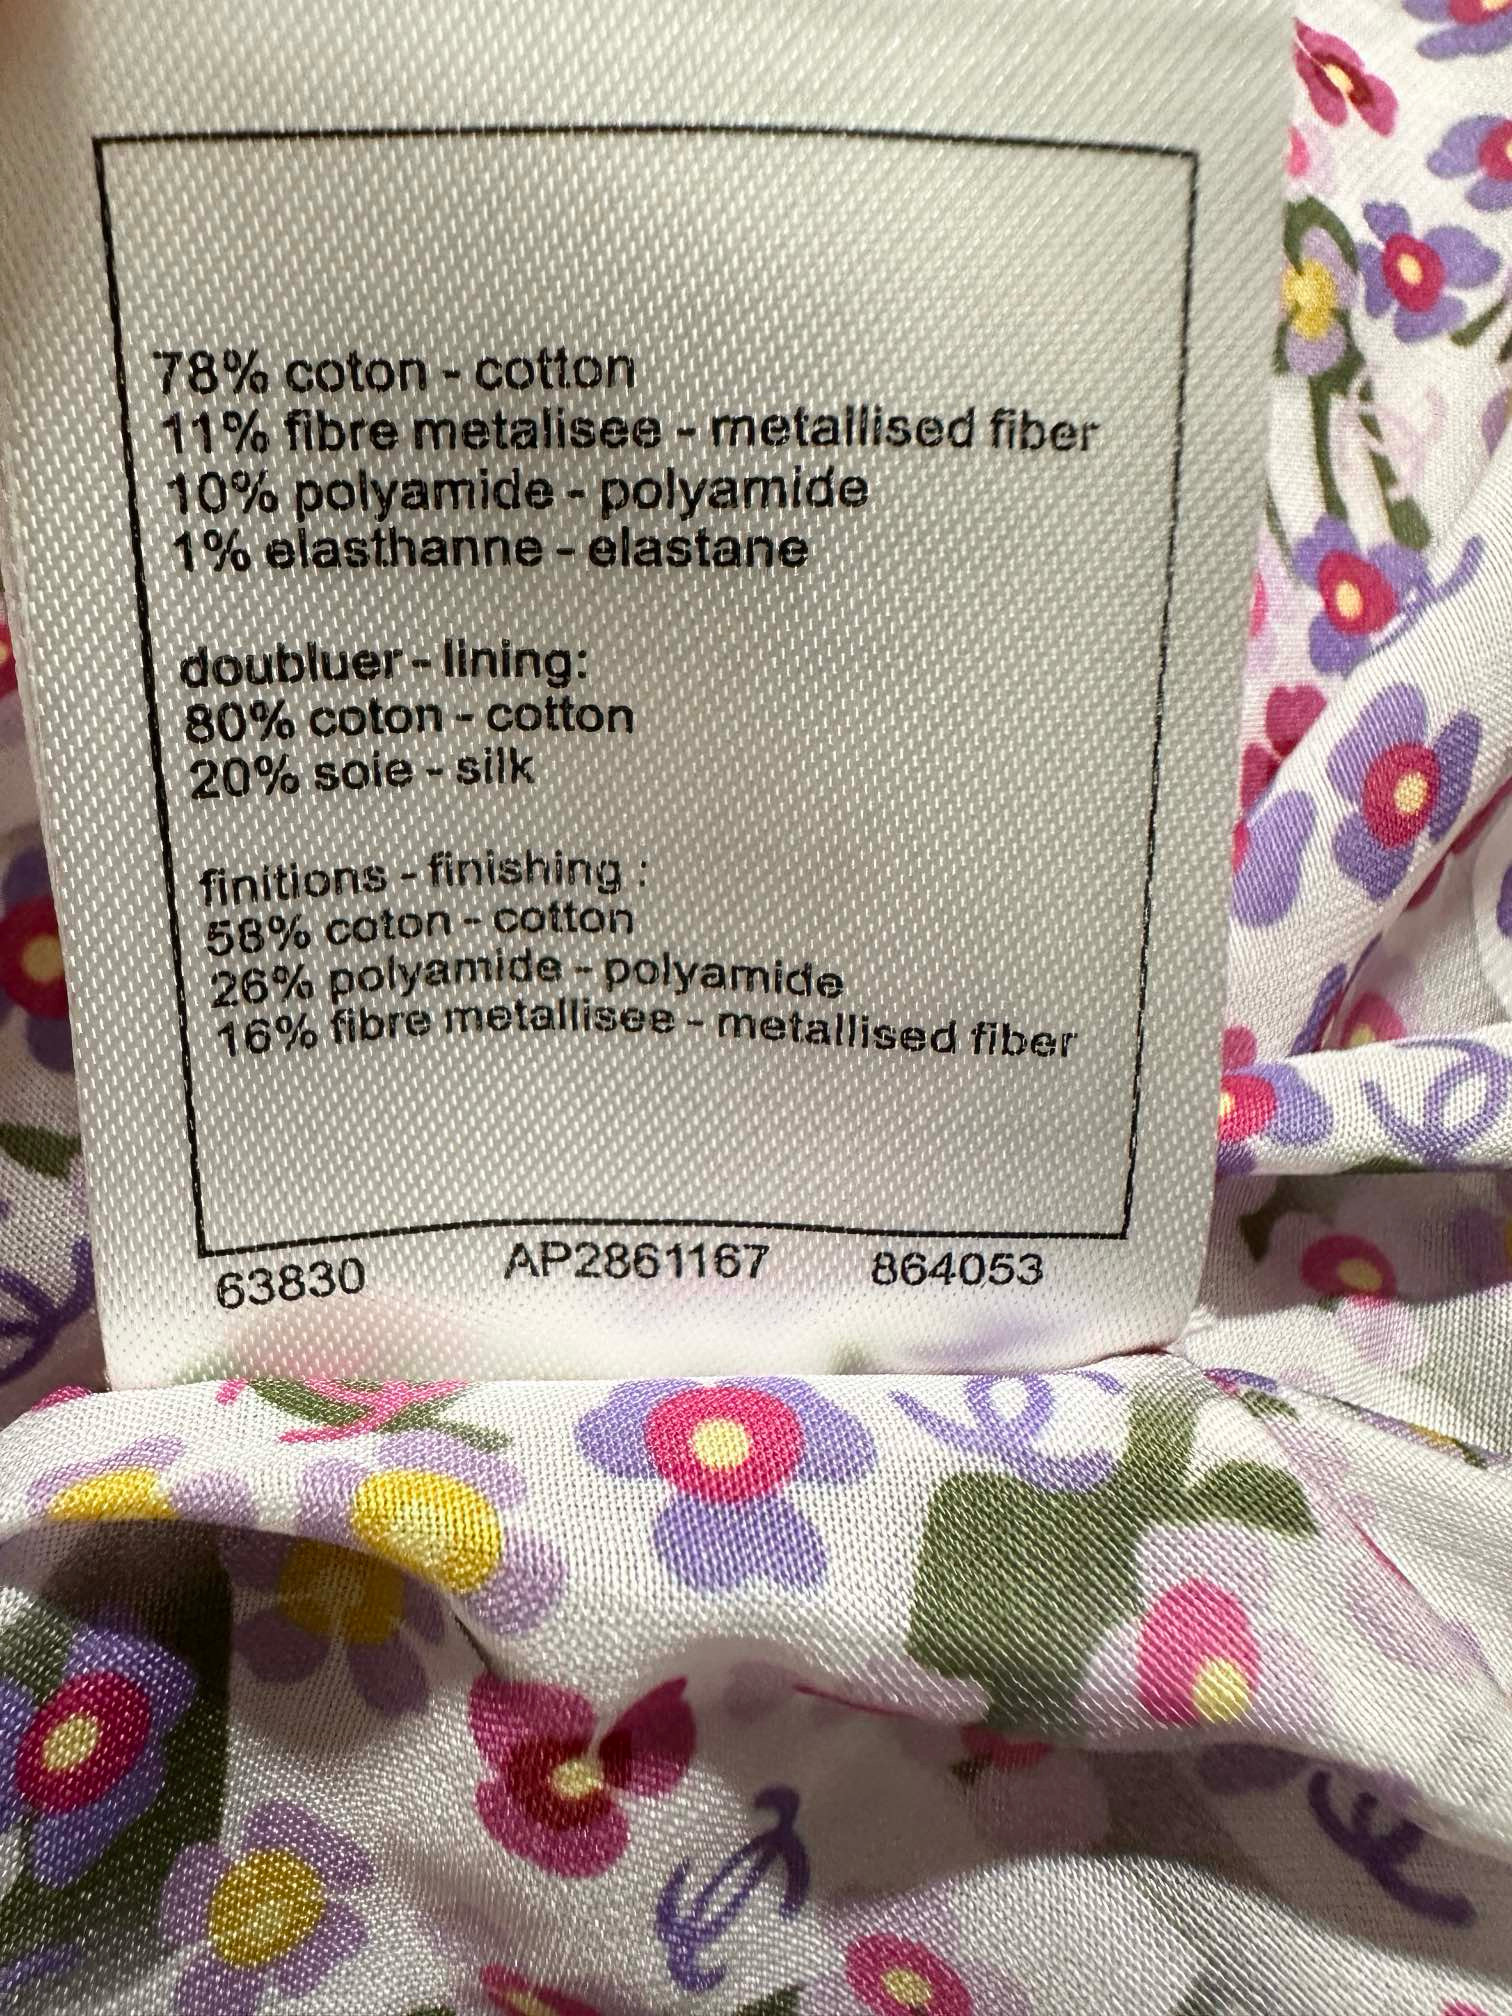 78% coton - cotton
11% fibre metalisee - metallised fiber
10% polyamide - polyamide
1% elasthanne - elastane
doubluer - lining:
80% coton - cotton
20% soie - silk
finitions - finishing :
58% coton - cotton
26% polyamide - polyamide
16% fibre metallisee - metallised fiber
63830 AP2861167 864053